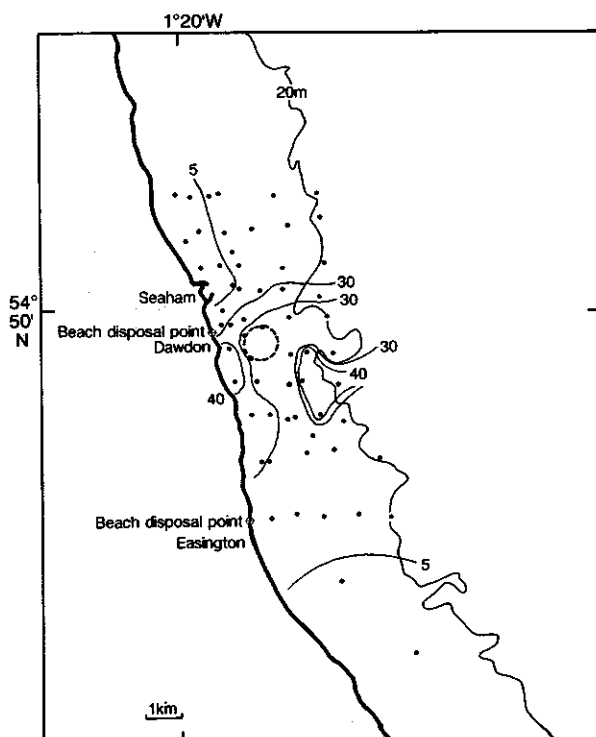 1°20'W
20m
5
30
Seaham
30
54°
50'
N
Beach disposal point
Dawdon
30
40
40
Beach disposal point
Easington
5
1km